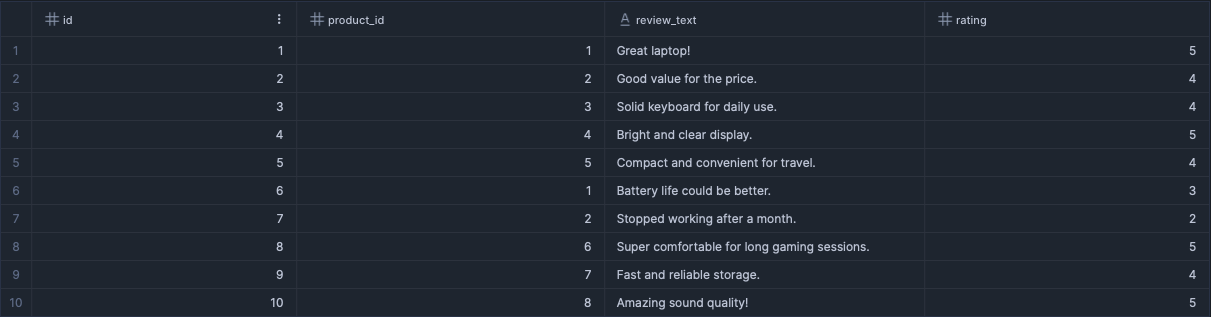 id product_id review_text rating
1 1 1 Great laptop! 5
2 2 2 Good value for the price. 4
3 3 3 Solid keyboard for daily use. 4
4 4 4 Bright and clear display. 5
5 5 5 Compact and convenient for travel. 4
6 6 1 Battery life could be better. 3
7 7 2 Stopped working after a month. 2
8 8 6 Super comfortable for long gaming sessions. 5
9 9 7 Fast and reliable storage. 4
10 10 8 Amazing sound quality! 5